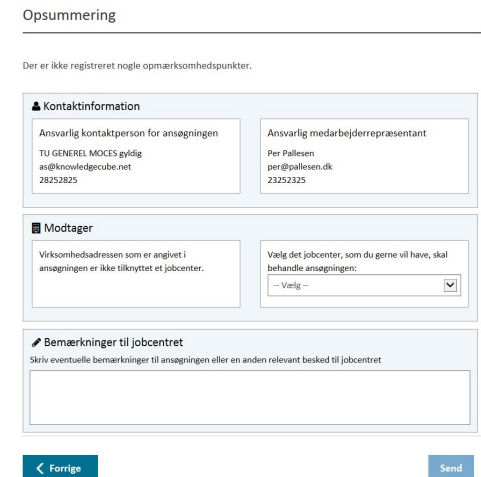 Opsummering
Der er ikke registreret nogle opmærksomhedspunkter.
Kontaktinformation
Ansvarlig kontaktperson for ansøgningen
TU GENEREL MOCES gyldig
as@knowledgecube.net
28252825
Ansvarlig medarbejderrepræsentant
Per Pallesen
per@pallesen.dk
23252325
Modtager
Virksomhedsadressen som er angivet i
ansøgningen er ikke tilknyttet et jobcenter.
Vælg det jobcenter, som du gerne vil have, skal
behandle ansøgningen:
-- Vælg --
Bemærkninger til jobcentret
Skriv eventuelle bemærkninger til ansøgningen eller en anden relevant besked til jobcentret
Forrige
Send